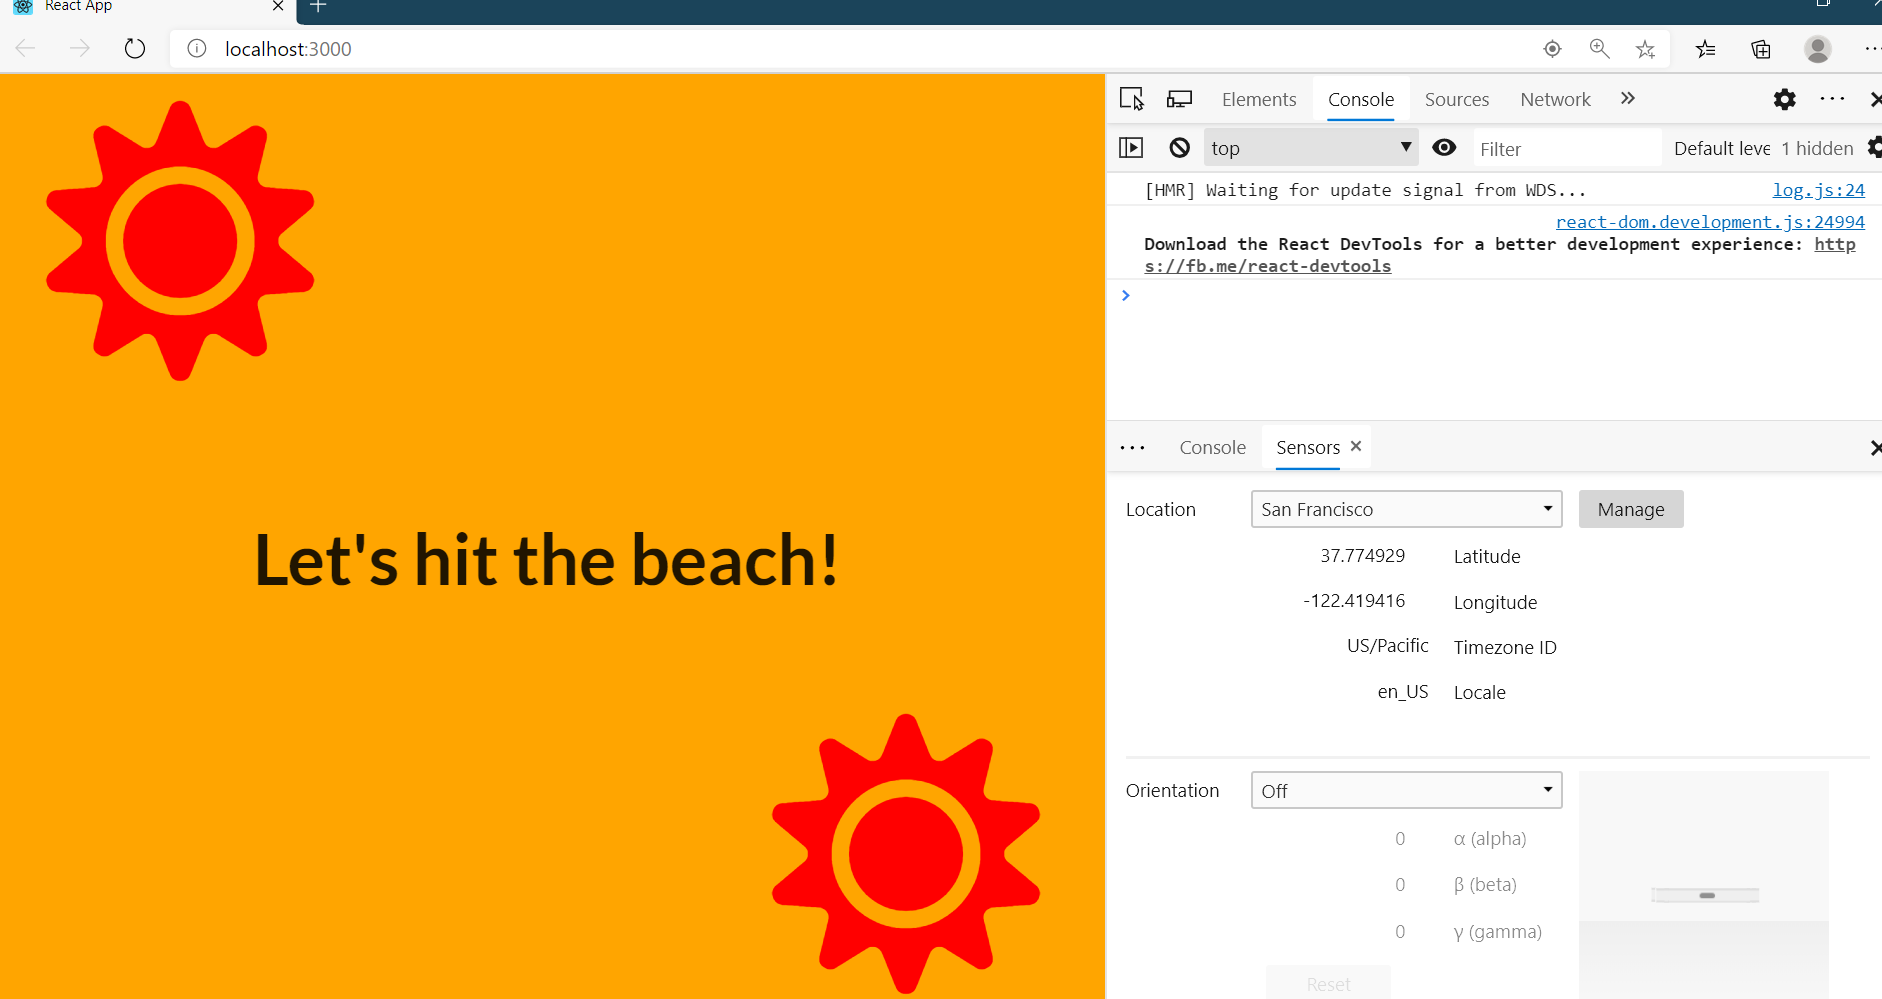 React App
localhost:3000
Let's hit the beach!
Elements Console Sources Network
top Filter Default leve 1 hidden
[HMR] Waiting for update signal from WDS... log.js:24
react-dom.development.js:24994
Download the React DevTools for a better development experience: http
s://fb.me/react-devtools
Console Sensors
Location San Francisco Manage
37.774929 Latitude
-122.419416 Longitude
US/Pacific Timezone ID
en_US Locale
Orientation Off
0 α (alpha)
0 β (beta)
0 γ (gamma)
Reset